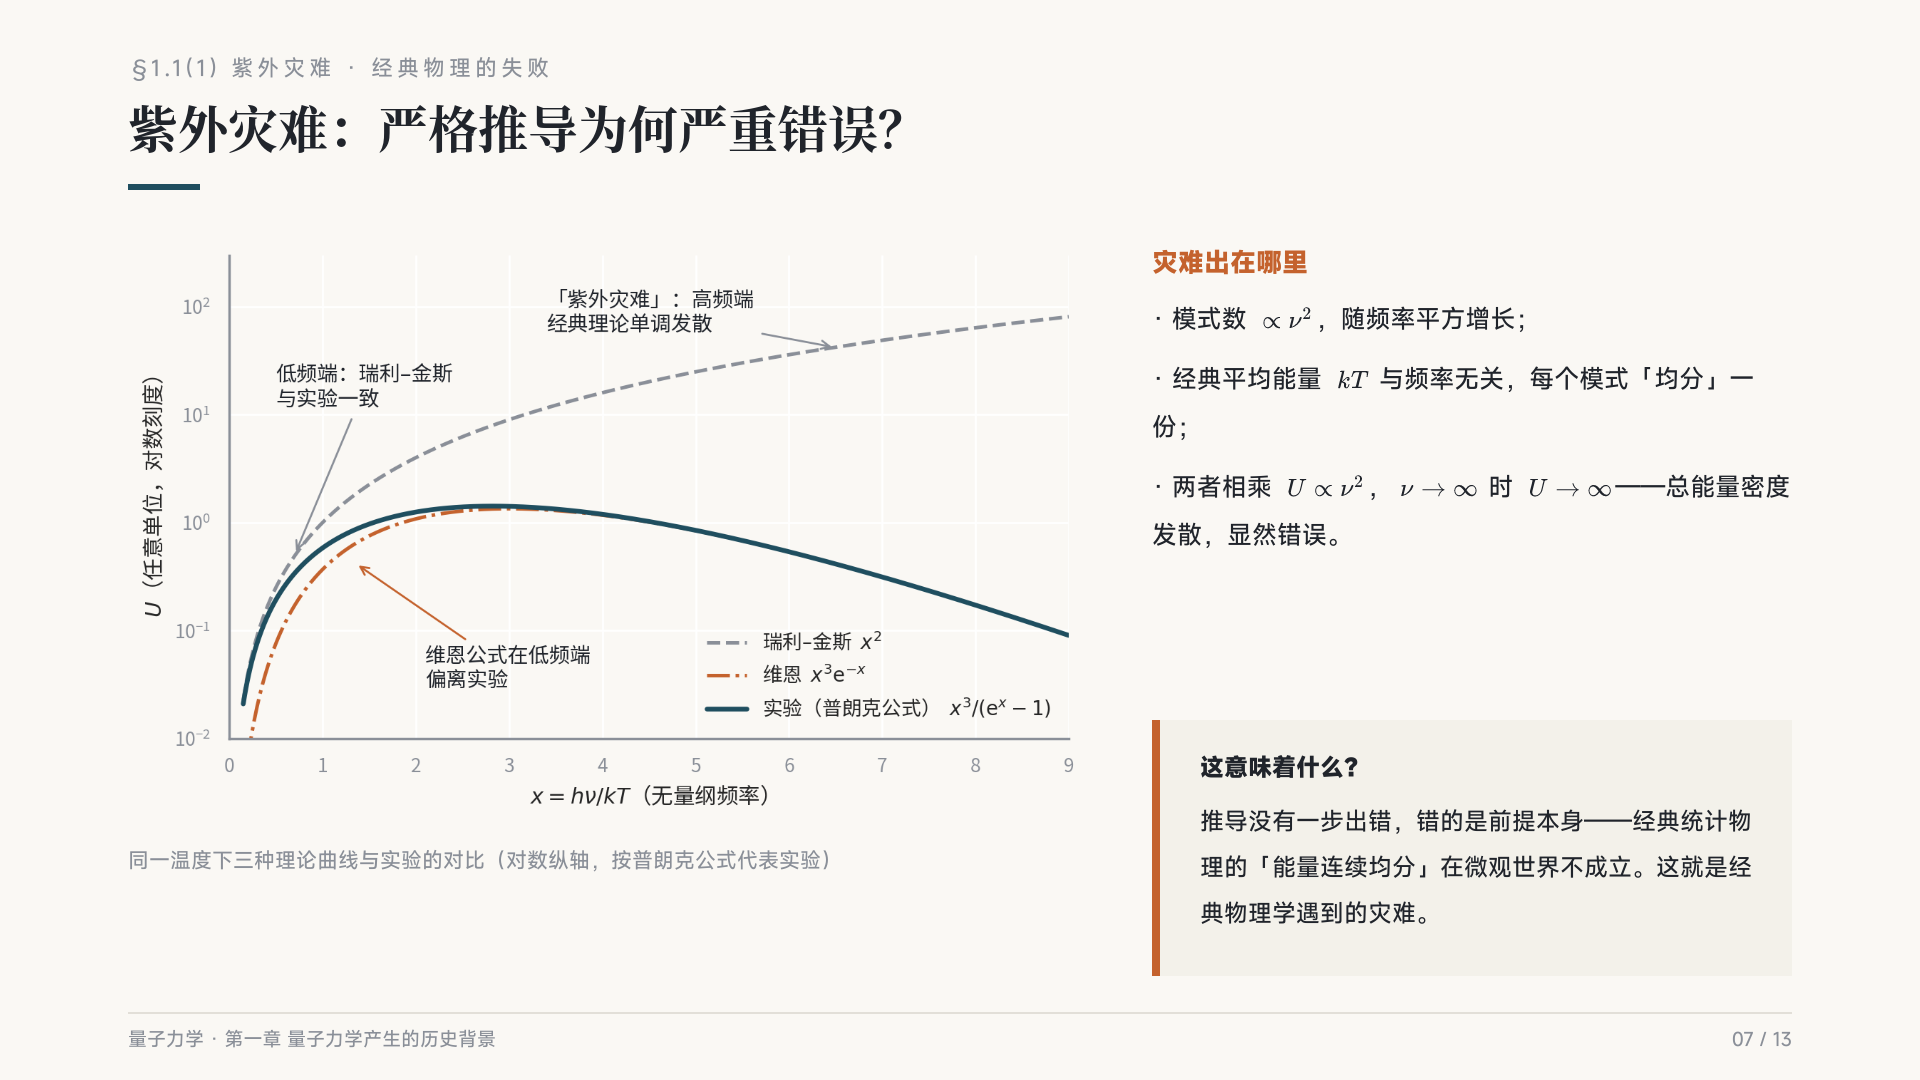 §1.1(1) 紫外灾难 · 经典物理的失败
紫外灾难：严格推导为何严重错误？
「紫外灾难」：高频端
经典理论单调发散
低频端：瑞利–金斯
与实验一致
维恩公式在低频端
偏离实验
瑞利–金斯 x²
维恩 x³e⁻ˣ
实验（普朗克公式） x³/(eˣ − 1)
U（任意单位，对数刻度）
10²
10¹
10⁰
10⁻¹
10⁻²
0 1 2 3 4 5 6 7 8 9
x = hν/kT（无量纲频率）
同一温度下三种理论曲线与实验的对比（对数纵轴，按普朗克公式代表实验）
灾难出在哪里
· 模式数 ∝ ν²，随频率平方增长；
· 经典平均能量 kT 与频率无关，每个模式「均分」一
份；
· 两者相乘 U ∝ ν²， ν → ∞ 时 U → ∞——总能量密度
发散，显然错误。
这意味着什么？
推导没有一步出错，错的是前提本身——经典统计物
理的「能量连续均分」在微观世界不成立。这就是经
典物理学遇到的灾难。
量子力学 · 第一章 量子力学产生的历史背景
07 / 13